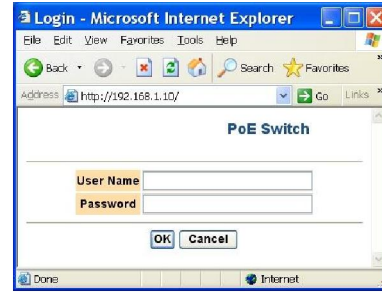 Login - Microsoft Internet Explorer
File Edit View Favorites Tools Help
Back Search Favorites »
Address http://192.168.1.10/ Go Links »
PoE Switch
User Name
Password
OK Cancel
Done Internet